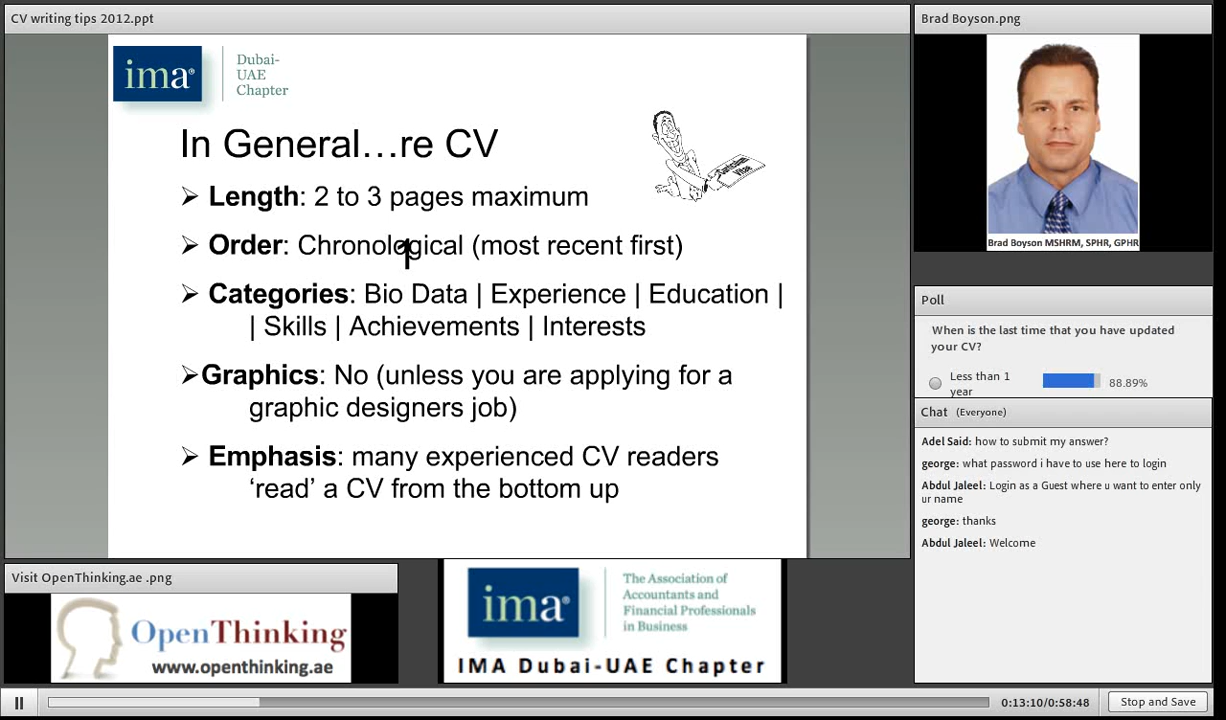 CV writing tips 2012.ppt
ima®
Dubai-
UAE
Chapter
In General…re CV
Curriculum
Vitae
➢ Length: 2 to 3 pages maximum
➢ Order: Chronological (most recent first)
➢ Categories: Bio Data | Experience | Education |
| Skills | Achievements | Interests
➢Graphics: No (unless you are applying for a
graphic designers job)
➢ Emphasis: many experienced CV readers
‘read’ a CV from the bottom up
Brad Boyson.png
Brad Boyson MSHRM, SPHR, GPHR
Poll
When is the last time that you have updated
your CV?
Less than 1
year
88.89%
Chat (Everyone)
Adel Said: how to submit my answer?
george: what password i have to use here to login
Abdul Jaleel: Login as a Guest where u want to enter only
ur name
george: thanks
Abdul Jaleel: Welcome
Visit OpenThinking.ae .png
OpenThinking
www.openthinking.ae
ima®
The Association of
Accountants and
Financial Professionals
in Business
IMA Dubai-UAE Chapter
0:13:10/0:58:48
Stop and Save